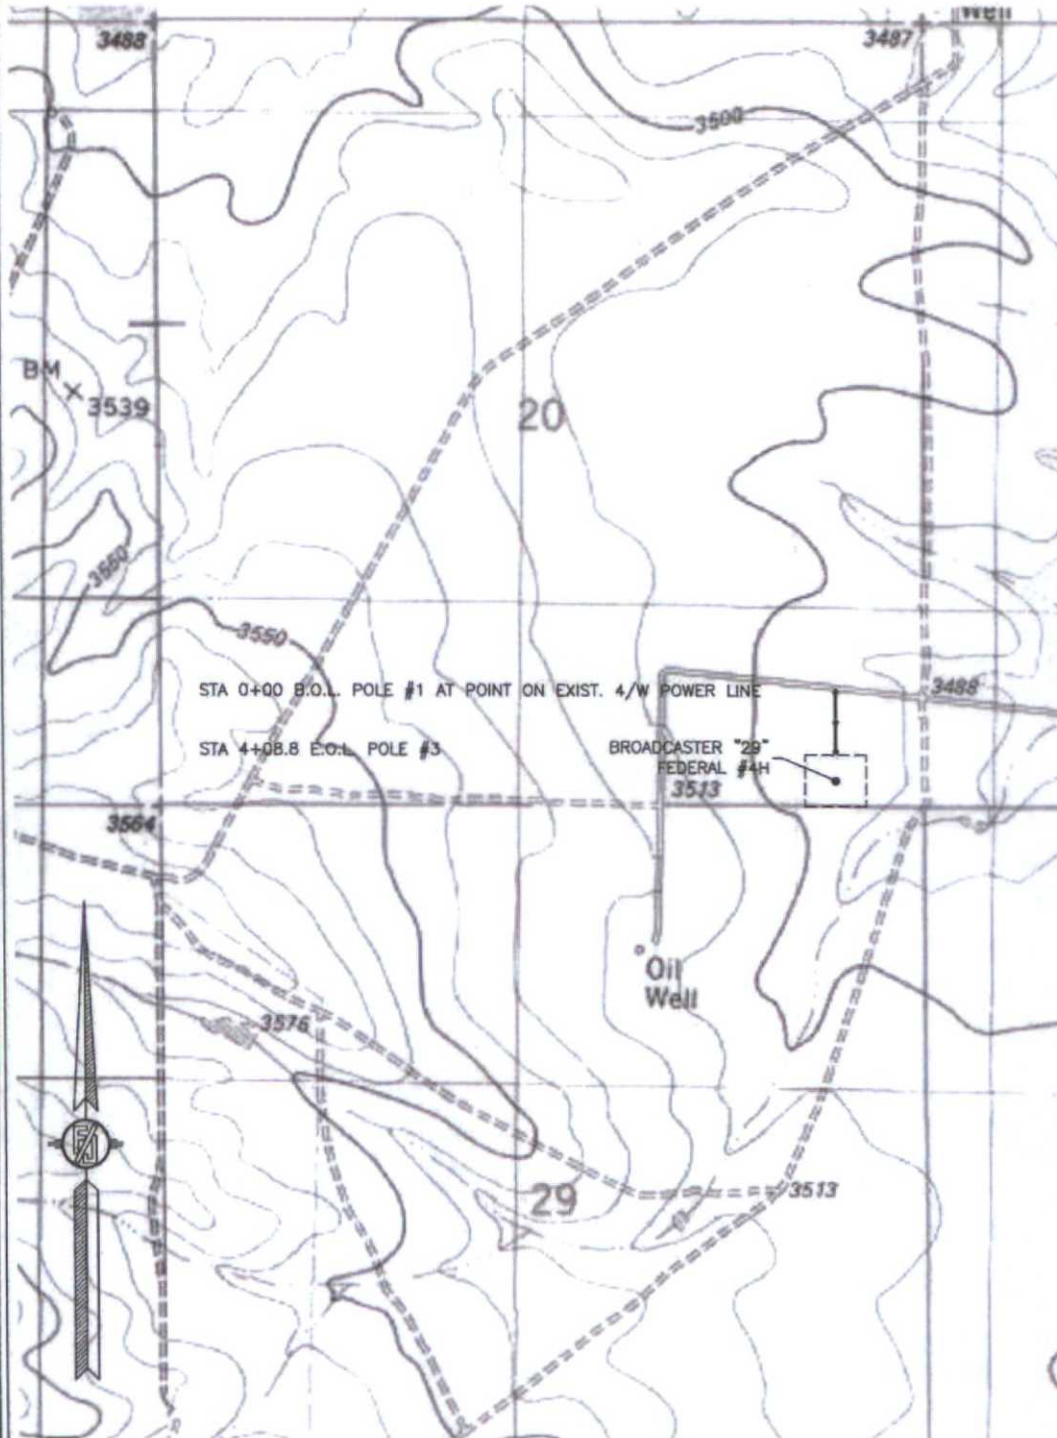 Well
3488
3487
3500
BM
3539
20
3550
3550
STA 0+00 B.O.L. POLE #1 AT POINT ON EXIST. 4/W POWER LINE
3488
STA 4+08.8 E.O.L. POLE #3
BROADCASTER "29"
FEDERAL #4H
3513
3564
Oil
Well
3576
29
3513